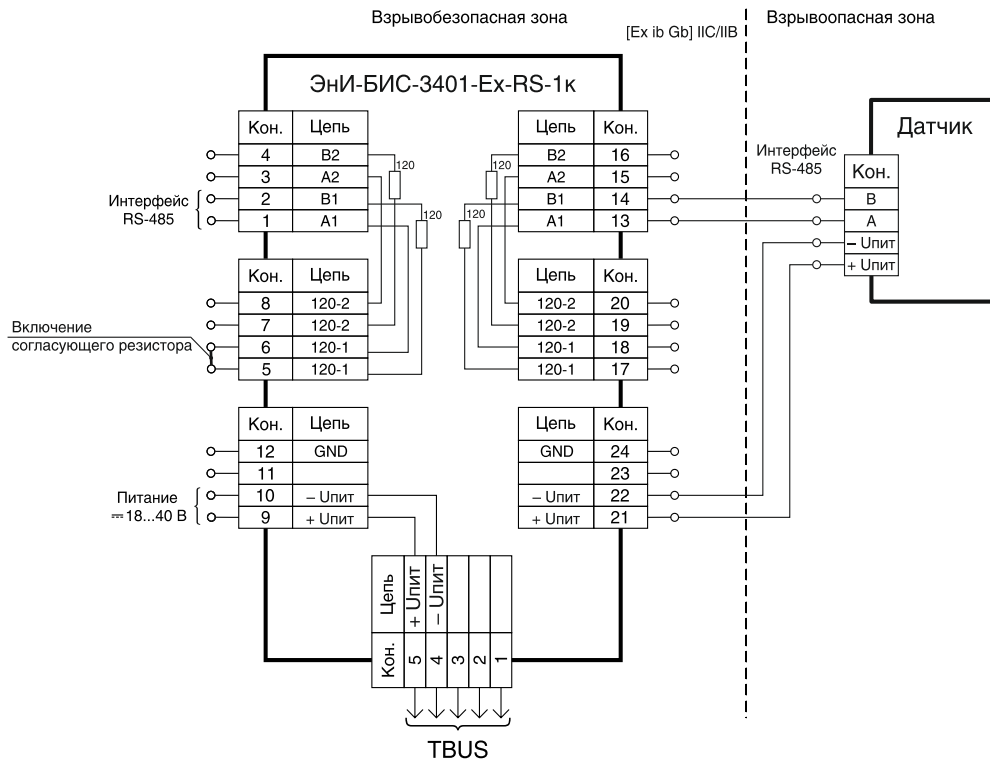 Взрывобезопасная зона
Взрывоопасная зона
[Ex ib Gb] IIC/IIB
ЭнИ-БИС-3401-Ex-RS-1к
Датчик
Кон. Цепь
4 B2
3 A2
2 B1
1 A1
120
120
Интерфейс
RS-485
Цепь Кон.
B2 16
A2 15
B1 14
A1 13
120
120
Интерфейс
RS-485
Кон.
B
A
– Uпит
+ Uпит
Кон. Цепь
8 120-2
7 120-2
6 120-1
5 120-1
Включение
согласующего резистора
Цепь Кон.
120-2 20
120-2 19
120-1 18
120-1 17
Кон. Цепь
12 GND
11
10 – Uпит
9 + Uпит
Питание
⎓ 18...40 В
Цепь Кон.
GND 24
23
– Uпит 22
+ Uпит 21
Цепь + Uпит – Uпит
Кон. 5 4 3 2 1
TBUS